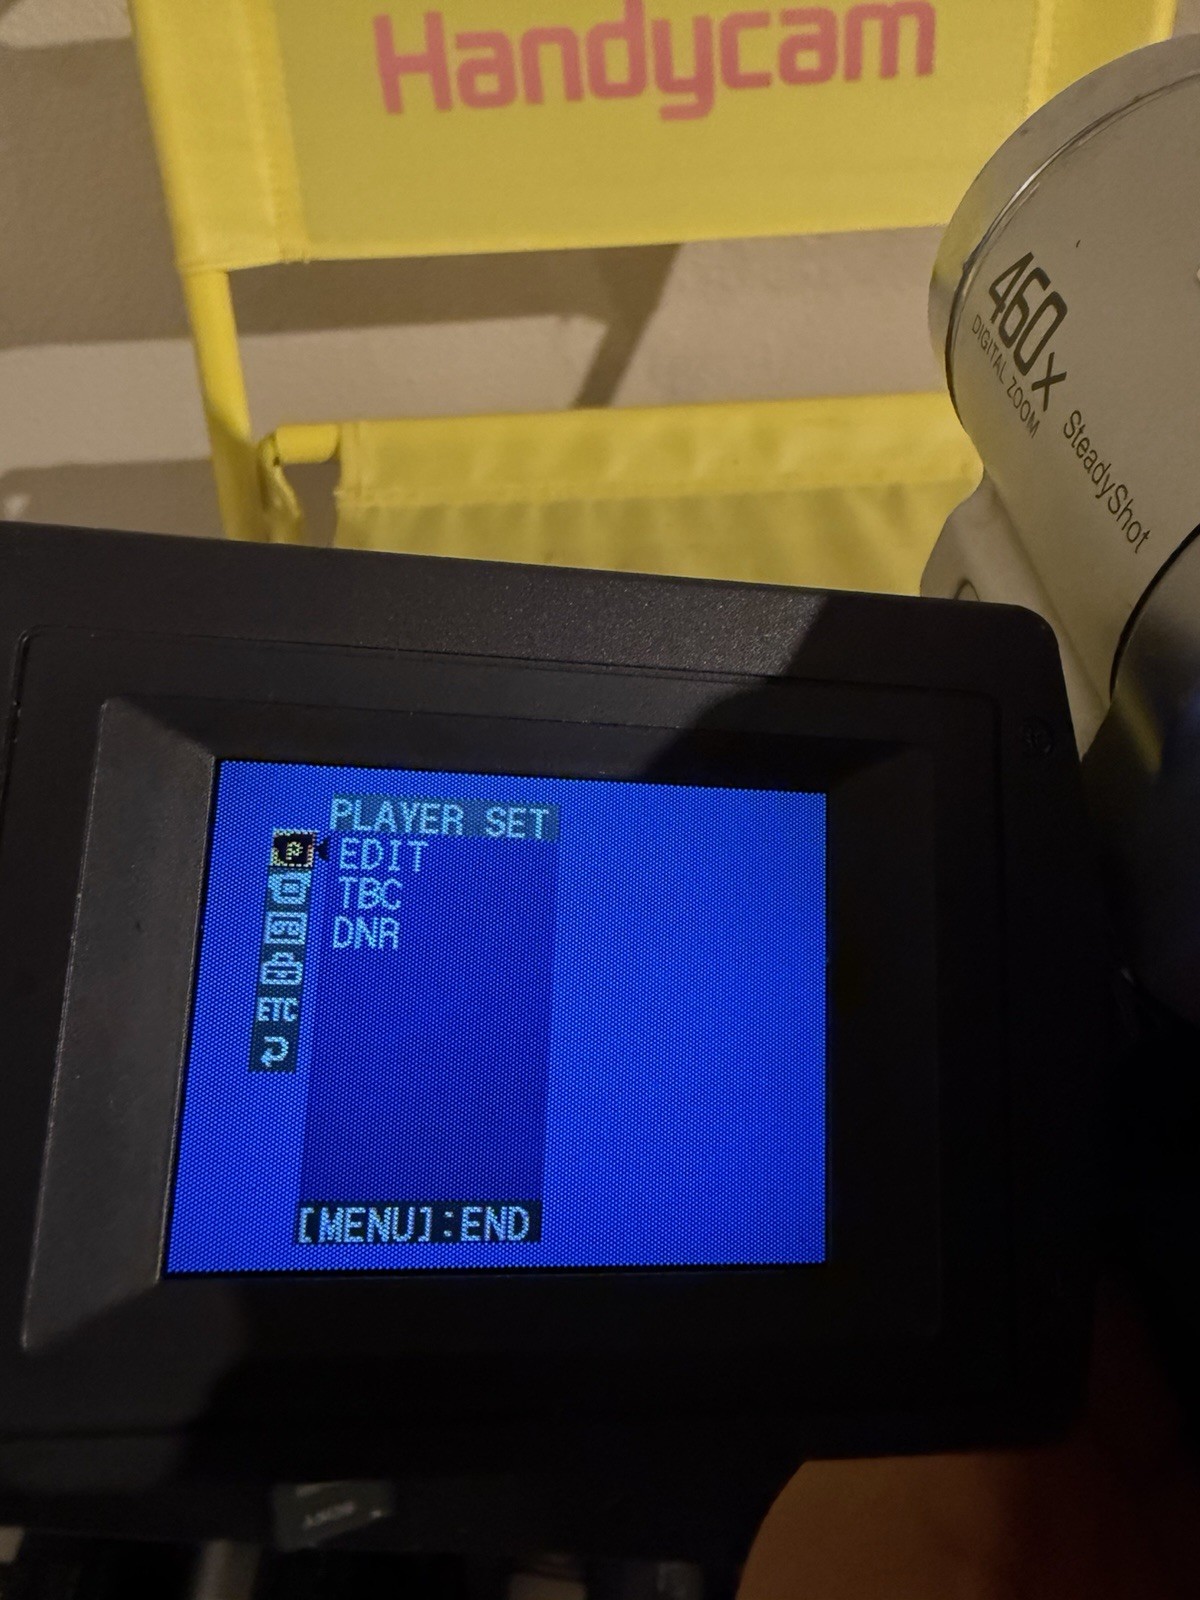 Handycam
460x
DIGITAL ZOOM
SteadyShot
PLAYER SET
P
EDIT
TBC
DNR
ETC
[MENU]:END